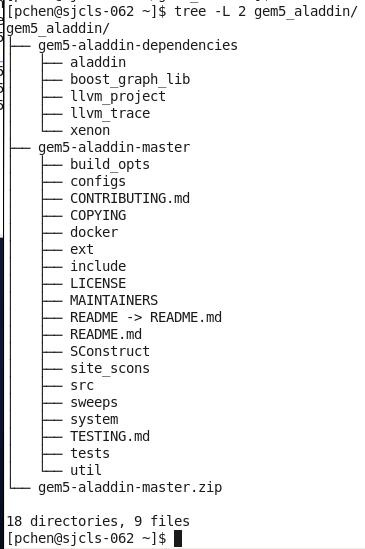 [pchen@sjcls-062 ~]$ tree -L 2 gem5_aladdin/
gem5_aladdin/
├── gem5-aladdin-dependencies
│   ├── aladdin
│   ├── boost_graph_lib
│   ├── llvm_project
│   ├── llvm_trace
│   └── xenon
├── gem5-aladdin-master
│   ├── build_opts
│   ├── configs
│   ├── CONTRIBUTING.md
│   ├── COPYING
│   ├── docker
│   ├── ext
│   ├── include
│   ├── LICENSE
│   ├── MAINTAINERS
│   ├── README -> README.md
│   ├── README.md
│   ├── SConstruct
│   ├── site_scons
│   ├── src
│   ├── sweeps
│   ├── system
│   ├── TESTING.md
│   ├── tests
│   └── util
└── gem5-aladdin-master.zip

18 directories, 9 files
[pchen@sjcls-062 ~]$